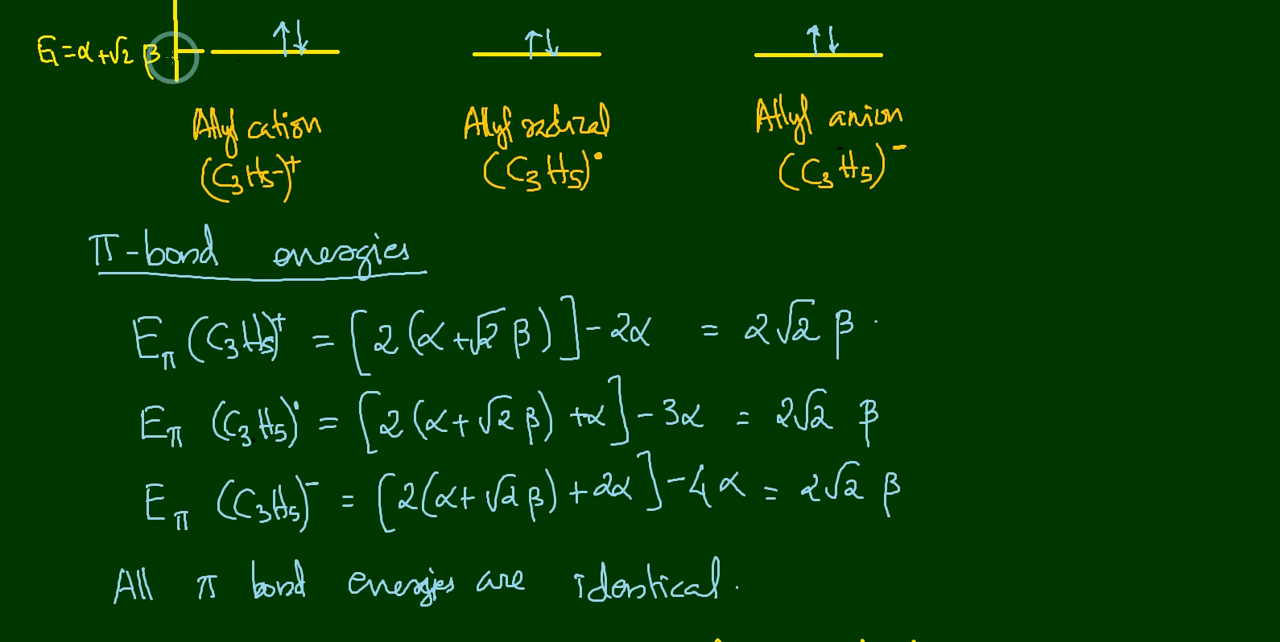 E₁=α+√2 β ↑↓ ↑↓ ↑↓
Allyl cation Allyl radical Allyl anion
(C₃H₅)⁺ (C₃H₅)• (C₃H₅)⁻
π-bond energies
Eπ (C₃H₅)⁺ = [2(α+√2 β)]-2α = 2√2 β.
Eπ (C₃H₅)• = [2(α+√2 β)+α]-3α = 2√2 β
Eπ (C₃H₅)⁻ = [2(α+√2 β)+2α]-4α = 2√2 β
All π bond energies are identical.